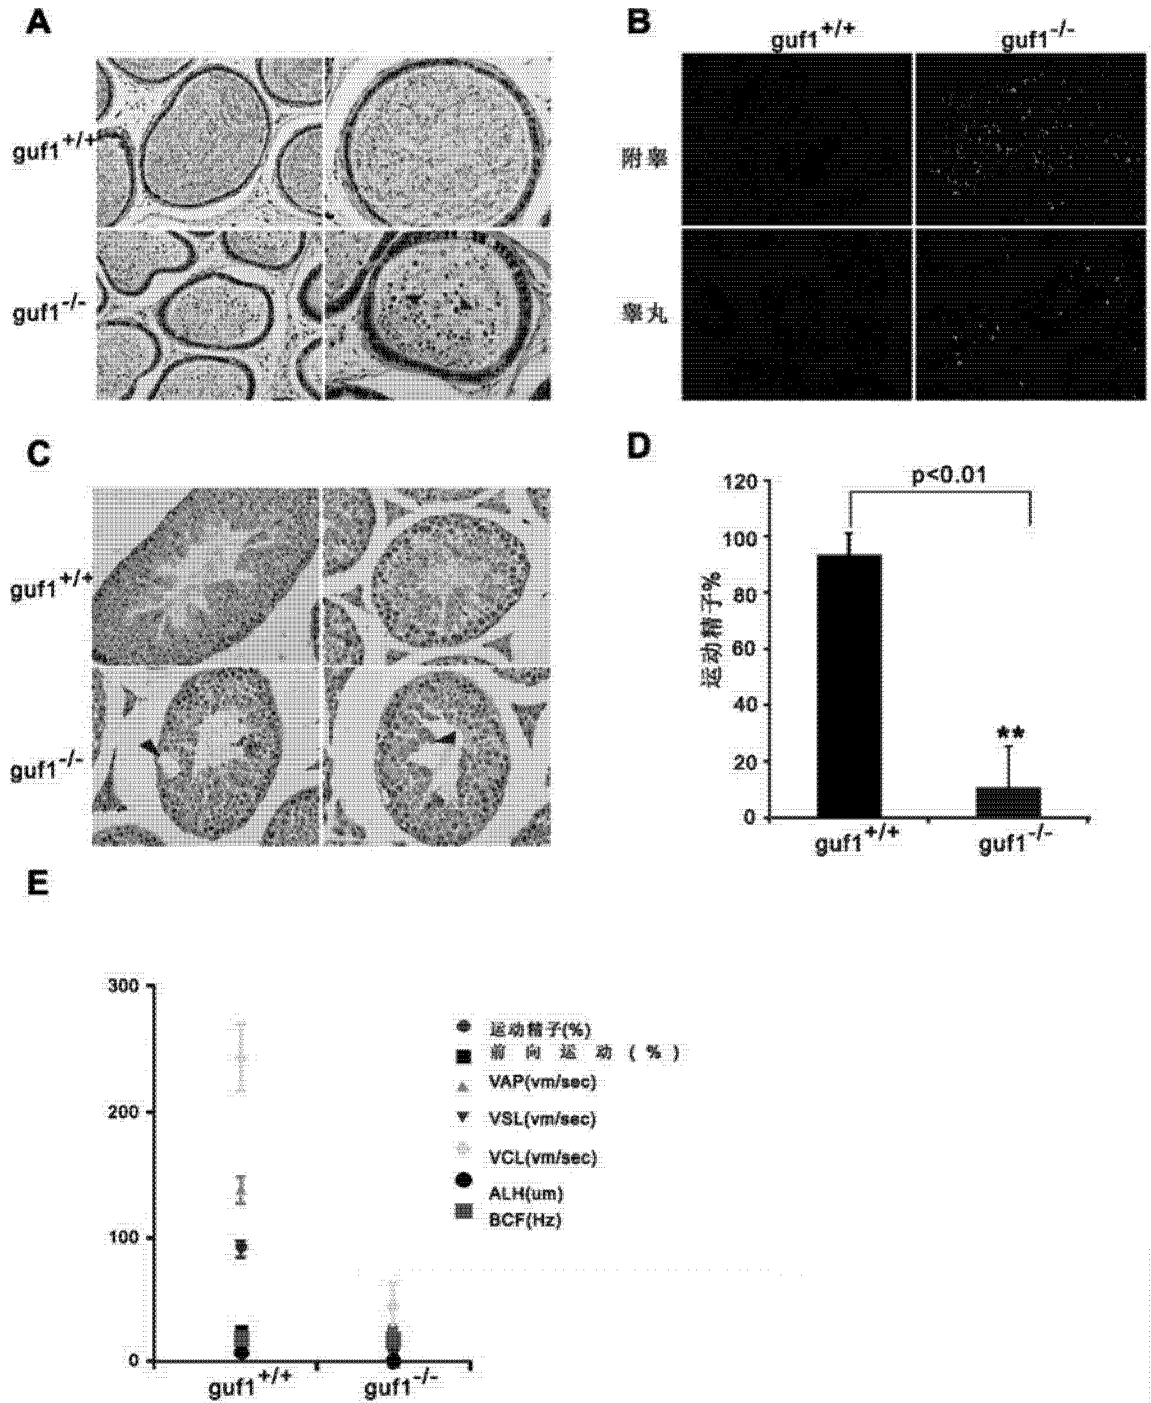 A
guf1+/+
guf1-/-
B
guf1+/+ guf1-/-
附睾
睾丸
C
guf1+/+
guf1-/-
D
p<0.01
运动精子%
120
100
80
60
40
20
0
**
guf1+/+ guf1-/-
E
300
200
100
0
guf1+/+ guf1-/-
运动精子(%)
前向运动(%)
VAP(vm/sec)
VSL(vm/sec)
VCL(vm/sec)
ALH(um)
BCF(Hz)